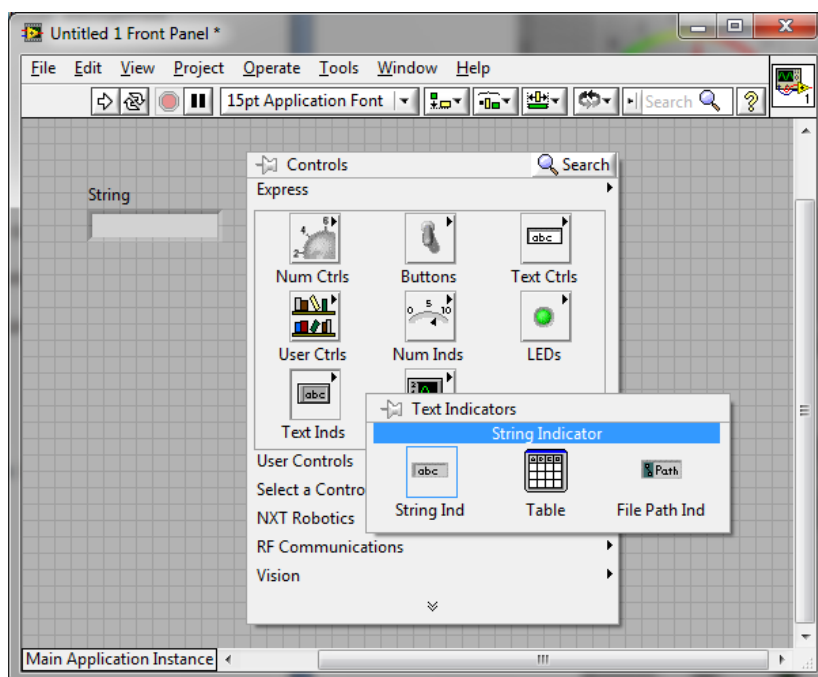 Untitled 1 Front Panel *
File Edit View Project Operate Tools Window Help
15pt Application Font Search ? 1
String
Controls Search
Express
Num Ctrls Buttons Text Ctrls
User Ctrls Num Inds LEDs
Text Inds
Text Indicators
String Indicator
String Ind Table File Path Ind
User Controls
Select a Contro
NXT Robotics
RF Communications
Vision
Main Application Instance